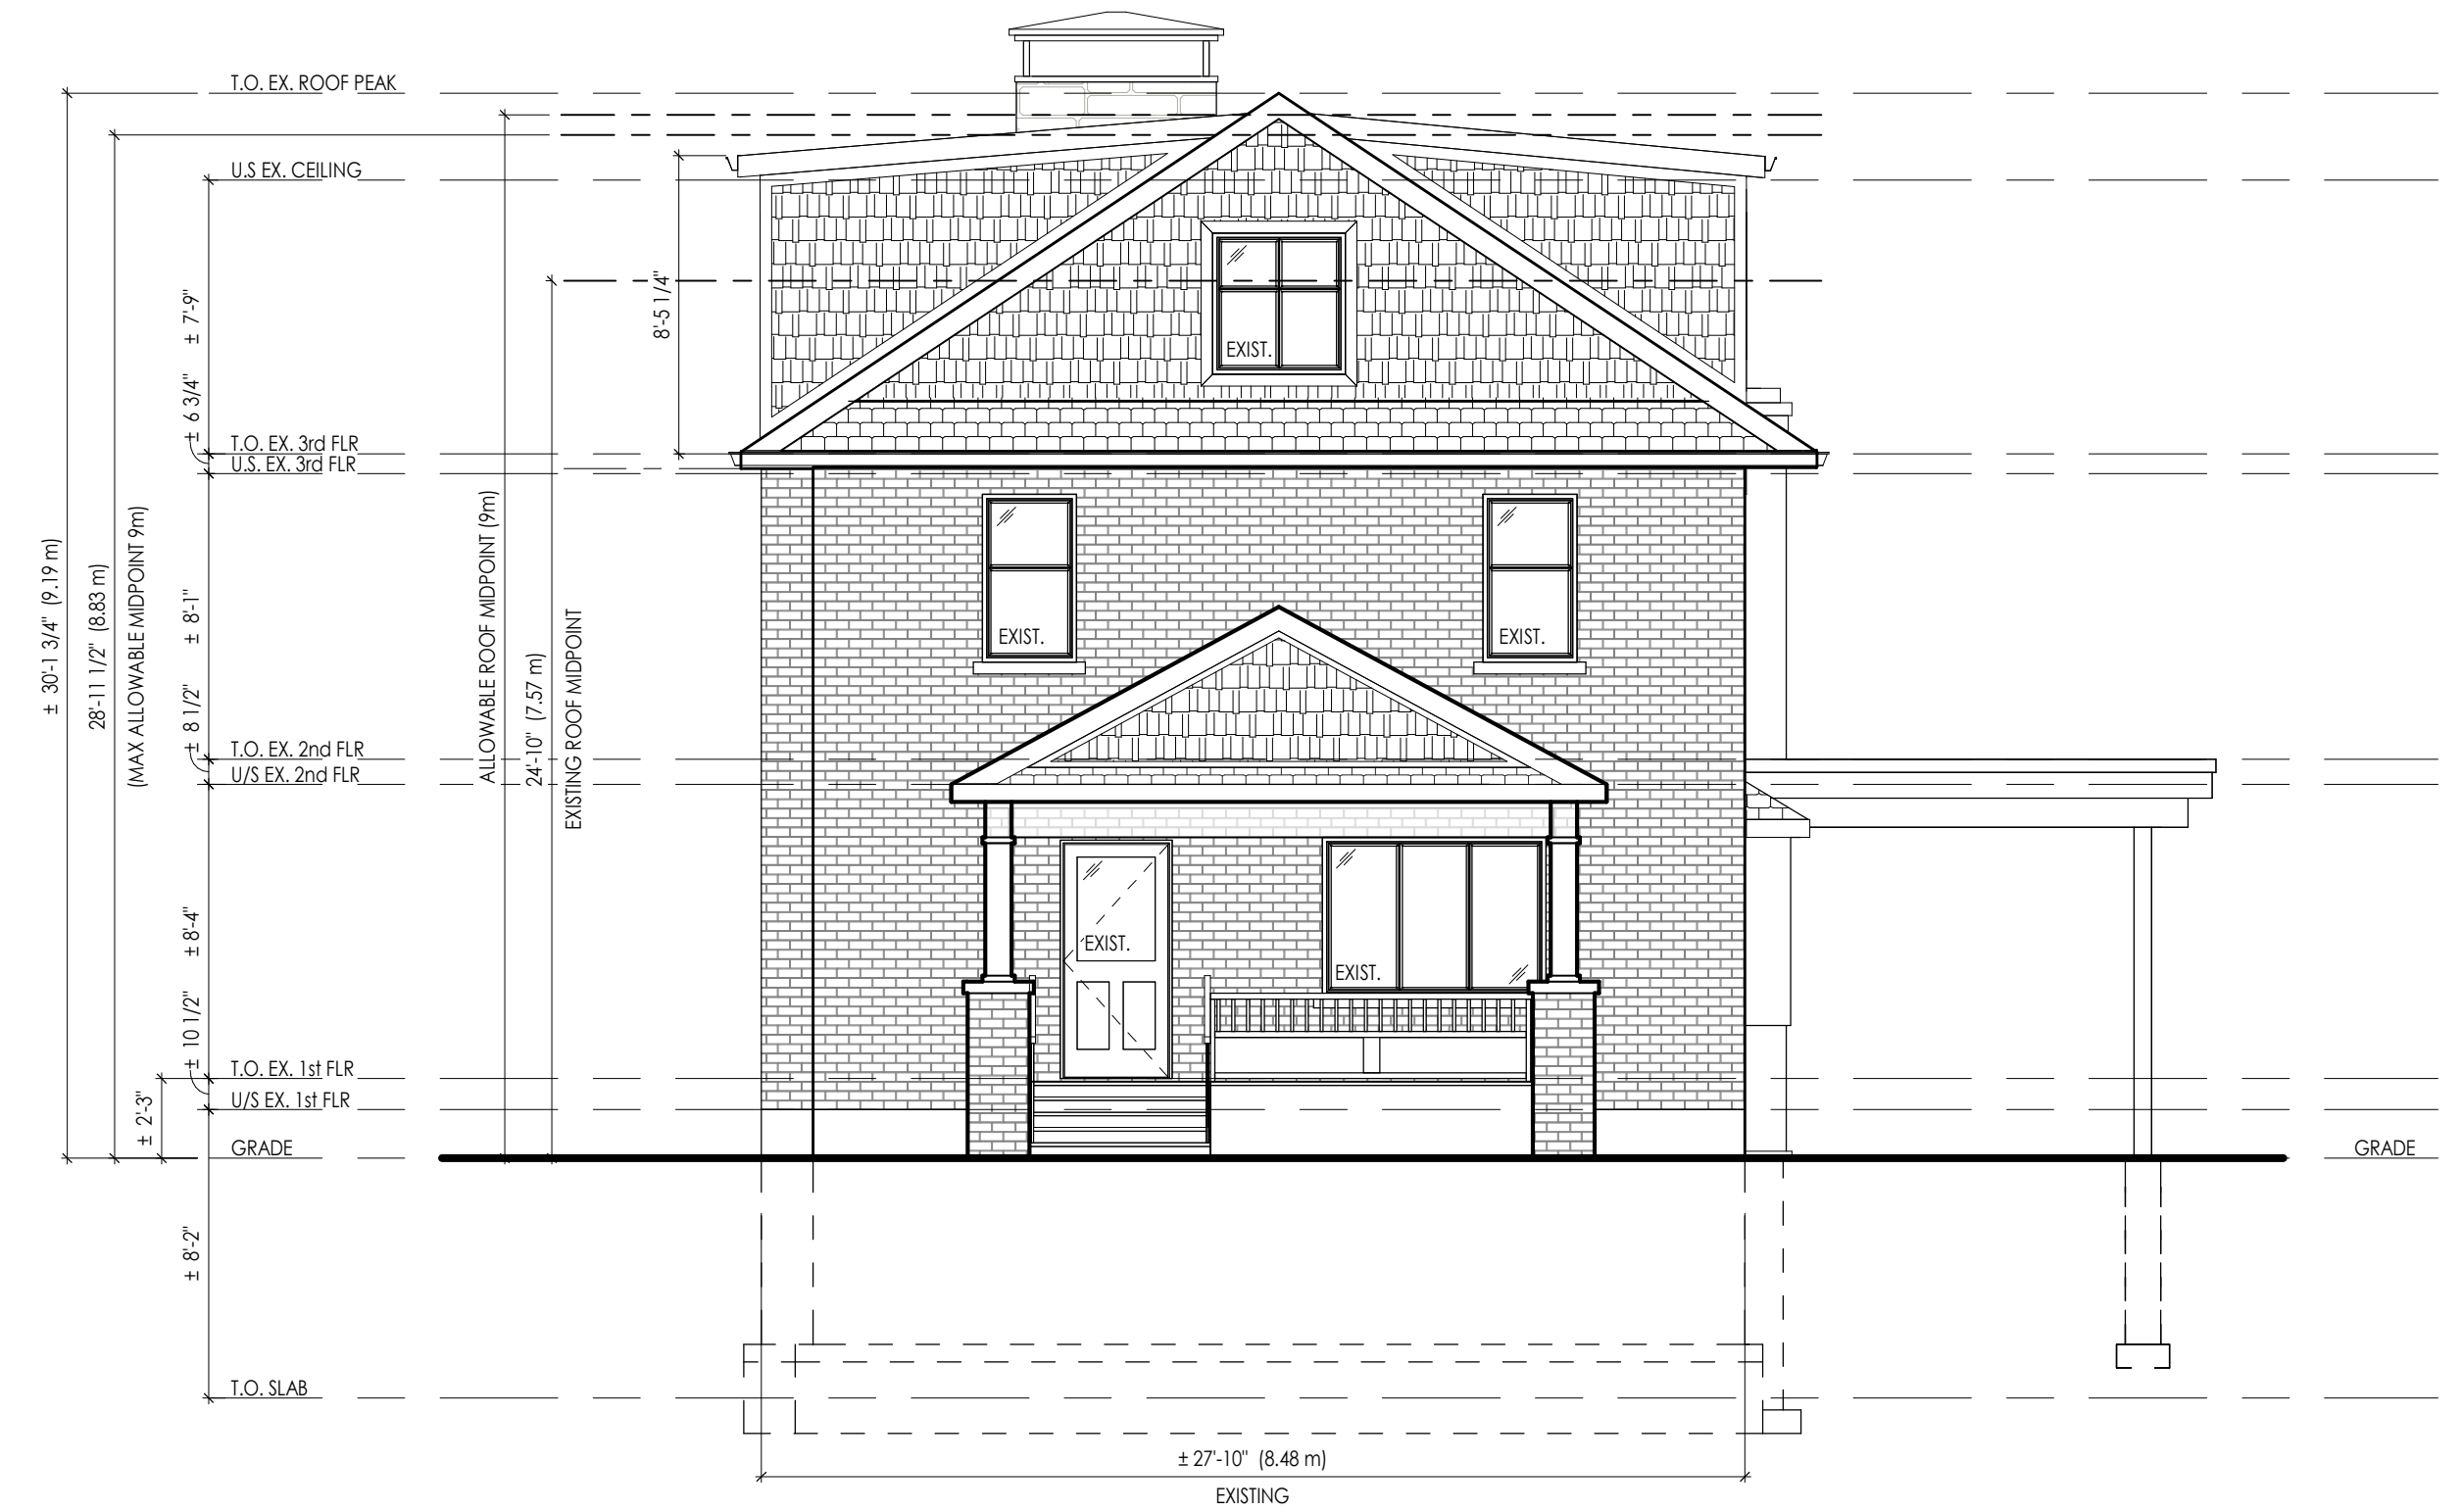 T.O. EX. ROOF PEAK
U.S EX. CEILING
± 7'-9"
8'-5 1/4"
EXIST.
± 6 3/4"
T.O. EX. 3rd FLR
U.S. EX. 3rd FLR
± 30'-1 3/4" (9.19 m)
28'-11 1/2" (8.83 m)
(MAX ALLOWABLE MIDPOINT 9m)
± 8'-1"
ALLOWABLE ROOF MIDPOINT (9m)
24'-10" (7.57 m)
EXISTING ROOF MIDPOINT
EXIST.
EXIST.
± 8 1/2"
T.O. EX. 2nd FLR
U/S EX. 2nd FLR
± 8'-4"
EXIST.
EXIST.
± 10 1/2"
T.O. EX. 1st FLR
U/S EX. 1st FLR
± 2'-3"
GRADE
GRADE
± 8'-2"
T.O. SLAB
± 27'-10" (8.48 m)
EXISTING